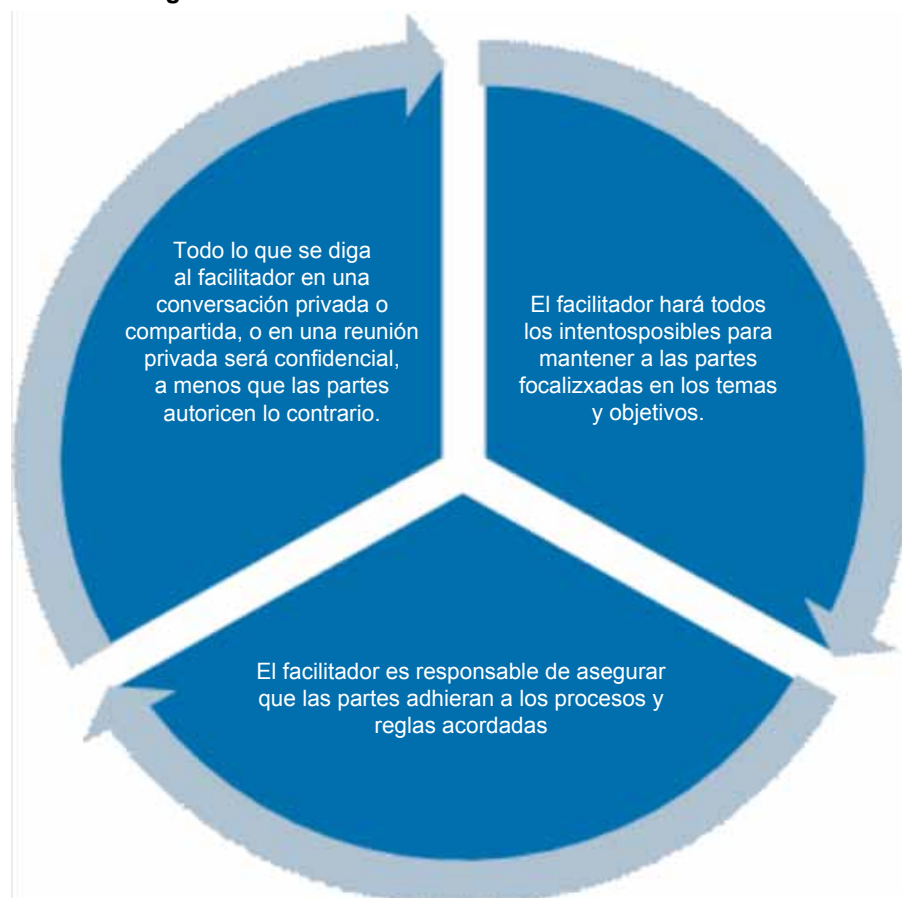 Todo lo que se diga
al facilitador en una
conversación privada o
compartida, o en una reunión
privada será confidencial,
a menos que las partes
autoricen lo contrario.
El facilitador hará todos
los intentosposibles para
mantener a las partes
focalizxadas en los temas
y objetivos.
El facilitador es responsable de asegurar
que las partes adhieran a los procesos y
reglas acordadas